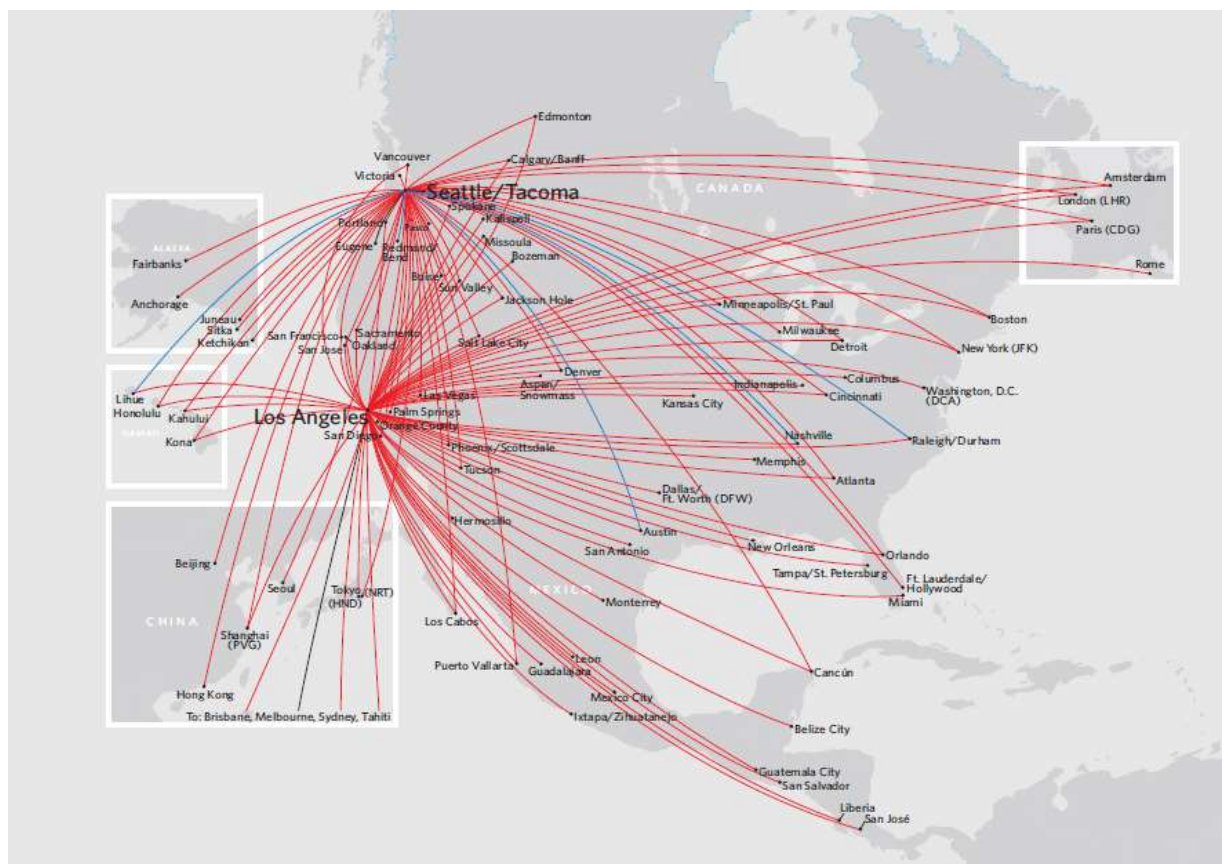 Edmonton
Vancouver
Calgary/Banff
Victoria
Amsterdam
Seattle/Tacoma
CANADA
London (LHR)
Spokane
Portland
Pasco
Kalispell
Paris (CDG)
Eugene
Redmond/
Bend
Missoula
ALASKA
Bozeman
Fairbanks
Rome
Boise
Sun Valley
Anchorage
Jackson Hole
Minneapolis/St. Paul
Juneau
Boston
Sitka
San Francisco
Sacramento
Milwaukee
Ketchikan
San José
Oakland
Salt Lake City
Detroit
New York (JFK)
Denver
Aspan/
Snowmass
Indianapolis
Columbus
Washington, D.C.
(DCA)
Lihue
Las Vegas
Kansas City
Cincinnati
Honolulu
Kahului
Los Angeles
Palm Springs
Orange County
HAWAII
Kona
San Diego
Nashville
Raleigh/Durham
Phoenix/Scottsdale
Memphis
Tucson
Atlanta
Dallas/
Ft. Worth (DFW)
Hermosillo
Austin
San Antonio
New Orleans
Orlando
Beijing
Tampa/St. Petersburg
Seoul
Tokyo
(HND)
(NRT)
MEXICO
Ft. Lauderdale/
Hollywood
Miami
Monterrey
CHINA
Los Cabos
Shanghai
(PVG)
Puerto Vallarta
Leon
Guadalajara
Cancún
Hong Kong
Mexico City
To: Brisbane, Melbourne, Sydney, Tahiti
Ixtapa/Zihuatanejo
Belize City
Guatemala City
San Salvador
Liberia
San José